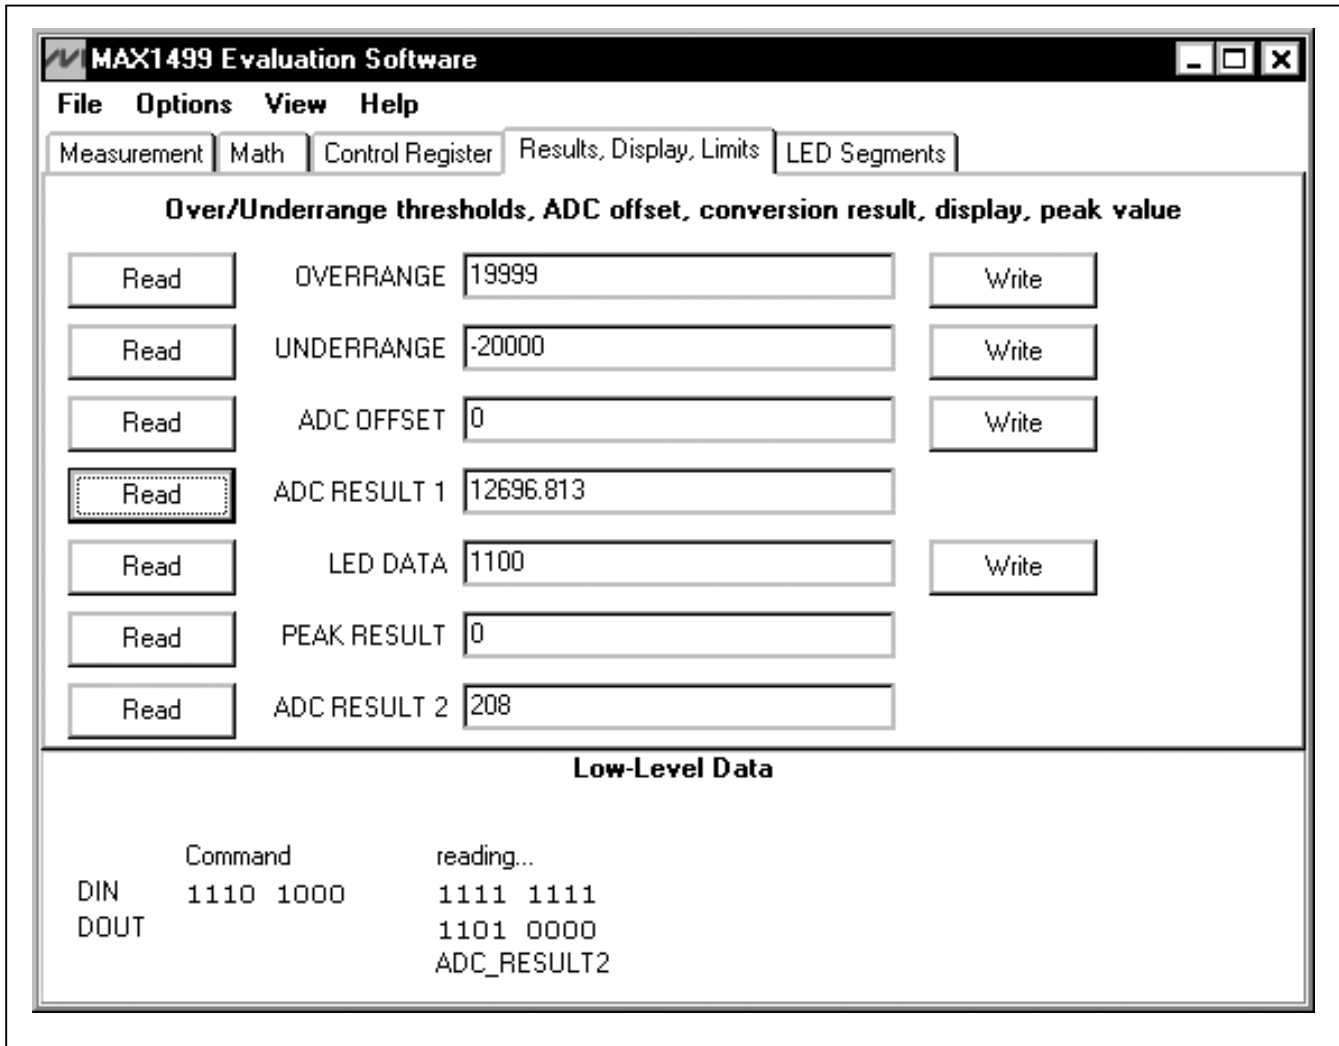 MAX1499 Evaluation Software
File Options View Help
Measurement Math Control Register Results, Display, Limits LED Segments
Over/Underrange thresholds, ADC offset, conversion result, display, peak value
Read OVERRANGE 19999 Write
Read UNDERRANGE -20000 Write
Read ADC OFFSET 0 Write
Read ADC RESULT 1 12696.813
Read LED DATA 1100 Write
Read PEAK RESULT 0
Read ADC RESULT 2 208
Low-Level Data
Command reading...
DIN 1110 1000 1111 1111
DOUT 1101 0000
ADC_RESULT2